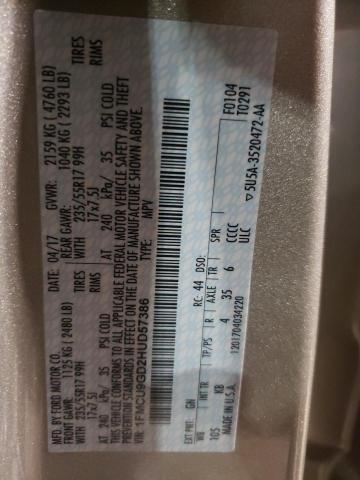 MFD. BY FORD MOTOR CO.
DATE: 04/17 GVWR: 2159 KG ( 4760 LB)
FRONT GAWR: 1125 KG ( 2480 LB) REAR GAWR: 1040 KG ( 2293 LB)
235/55R17 99H TIRES 235/55R17 99H TIRES
17x7.5J RIMS 17x7.5J RIMS
AT 240 kPa/ 35 PSI COLD AT 240 kPa/ 35 PSI COLD
THIS VEHICLE CONFORMS TO ALL APPLICABLE FEDERAL MOTOR VEHICLE SAFETY AND THEFT
PREVENTION STANDARDS IN EFFECT ON THE DATE OF MANUFACTURE SHOWN ABOVE.
VIN: 1FMCU9GD2HUD57386 TYPE: MPV
F0104
T0291
EXT PNT: GN RC: 44 DSO:
WB INT TR TP/PS R AXLE TR SPR
105 KB 4 35 6 CCCC
ULC
MADE IN U.S.A. 1201704034220
▽ 5U5A-3520472-AA